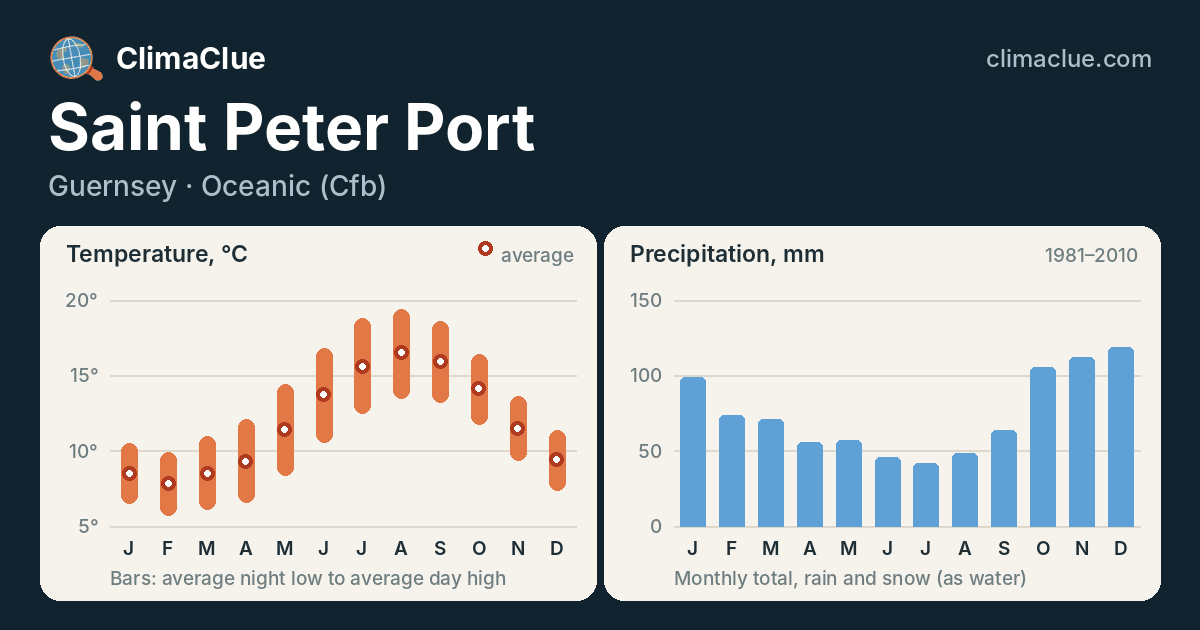 ClimaClue
climaclue.com
Saint Peter Port
Guernsey · Oceanic (Cfb)
Temperature, °C
average
20°
15°
10°
5°
J F M A M J J A S O N D
Bars: average night low to average day high
Precipitation, mm
1981–2010
150
100
50
0
J F M A M J J A S O N D
Monthly total, rain and snow (as water)